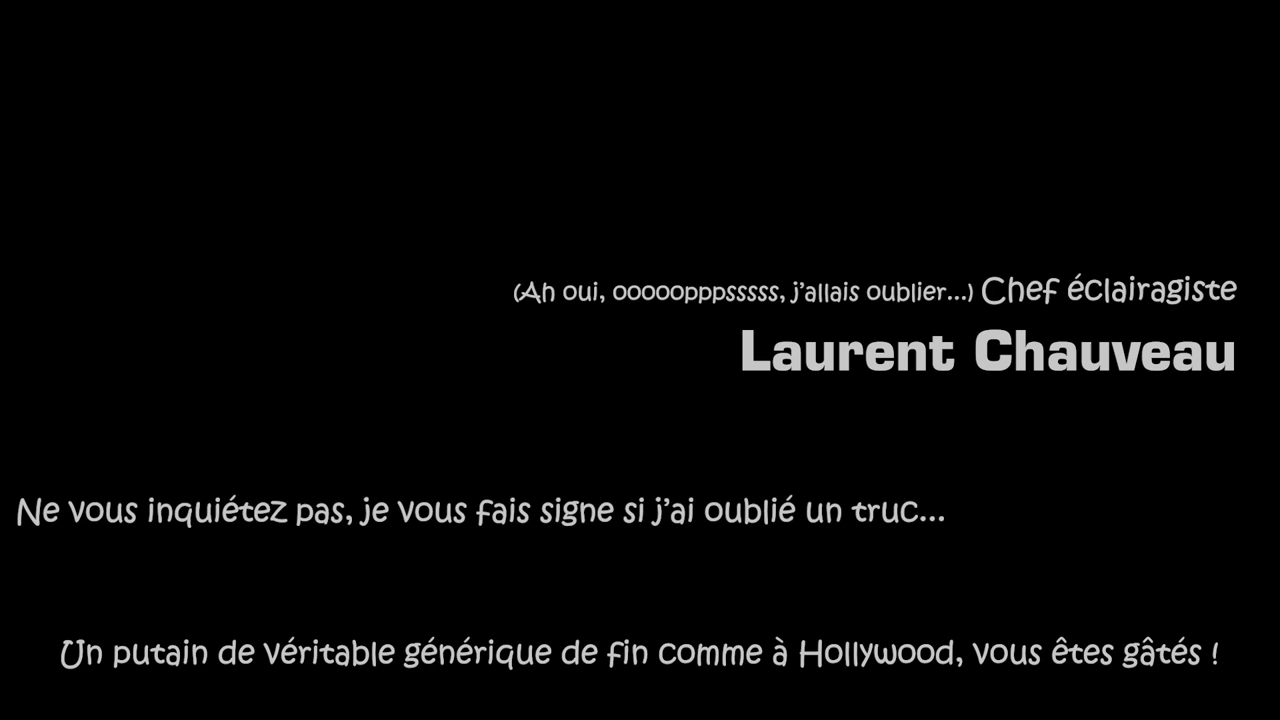 (Ah oui, ooooopppsssss, j’allais oublier...) Chef éclairagiste
Laurent Chauveau
Ne vous inquiétez pas, je vous fais signe si j’ai oublié un truc...
Un putain de véritable générique de fin comme à Hollywood, vous êtes gâtés !